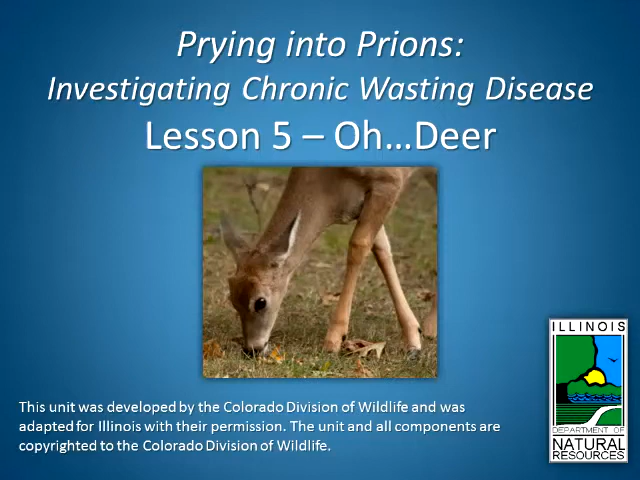 Prying into Prions:
Investigating Chronic Wasting Disease
Lesson 5 – Oh…Deer
This unit was developed by the Colorado Division of Wildlife and was
adapted for Illinois with their permission. The unit and all components are
copyrighted to the Colorado Division of Wildlife.
ILLINOIS
DEPARTMENT OF
NATURAL
RESOURCES